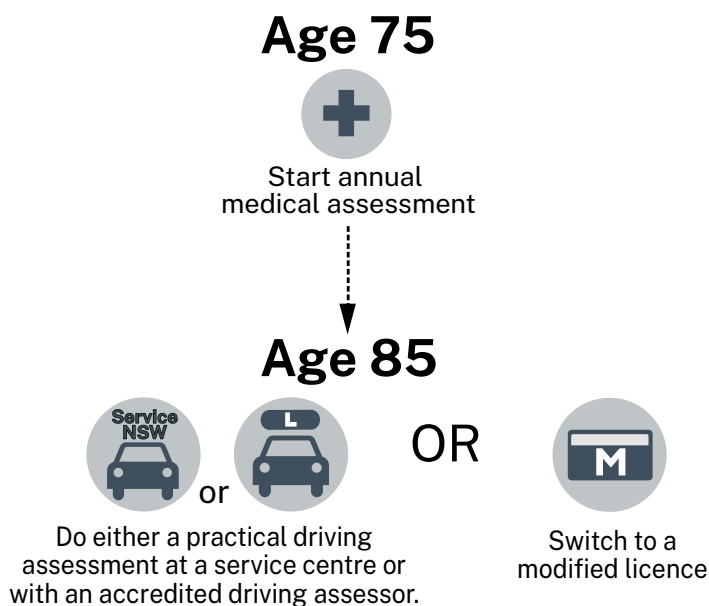 Age 75
Start annual
medical assessment
Age 85
Service
NSW
or
L
OR
M
Do either a practical driving
assessment at a service centre or
with an accredited driving assessor.
Switch to a
modified licence